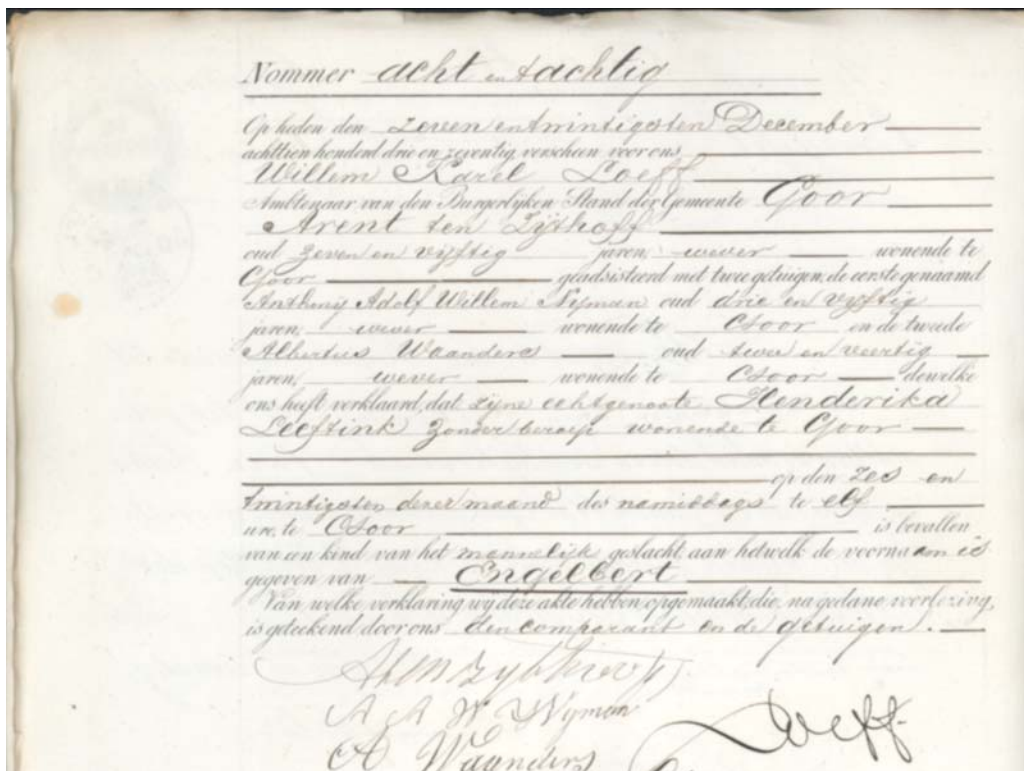 Nommer acht en tachtig
Op heden den zeven en twintigsten December
achttien honderd drie en zeventig, verscheen voor ons
Willem Karel Loeff
Ambtenaar van den Burgerlijken Stand der Gemeente Goor
Arent ten Zijthoff
oud zeven en vijftig jaren, wever wonende te
Goor geadsisteerd met twee getuigen, de eerste genaamd
Anthonij Adolf Willem Nijman oud drie en vijftig
jaren, wever wonende te Goor en de tweede
Albertus Waanders oud twee en veertig
jaren, wever wonende te Goor dewelke
ons heeft verklaard, dat zijne echtgenoote Henderika
Leeftink zonder beroep wonende te Goor
op den zes en
twintigsten dezer maand des namiddags te elf
ure, te Goor is bevallen
van een kind van het mannelijk geslacht, aan hetwelk de voornaam is
gegeven van Engelbert
Van welke verklaring wij deze akte hebben opgemaakt, die, na gedane voorlezing,
is geteekend door ons den comparant en de getuigen.
A A W Nijman
A Waanders
Loeff